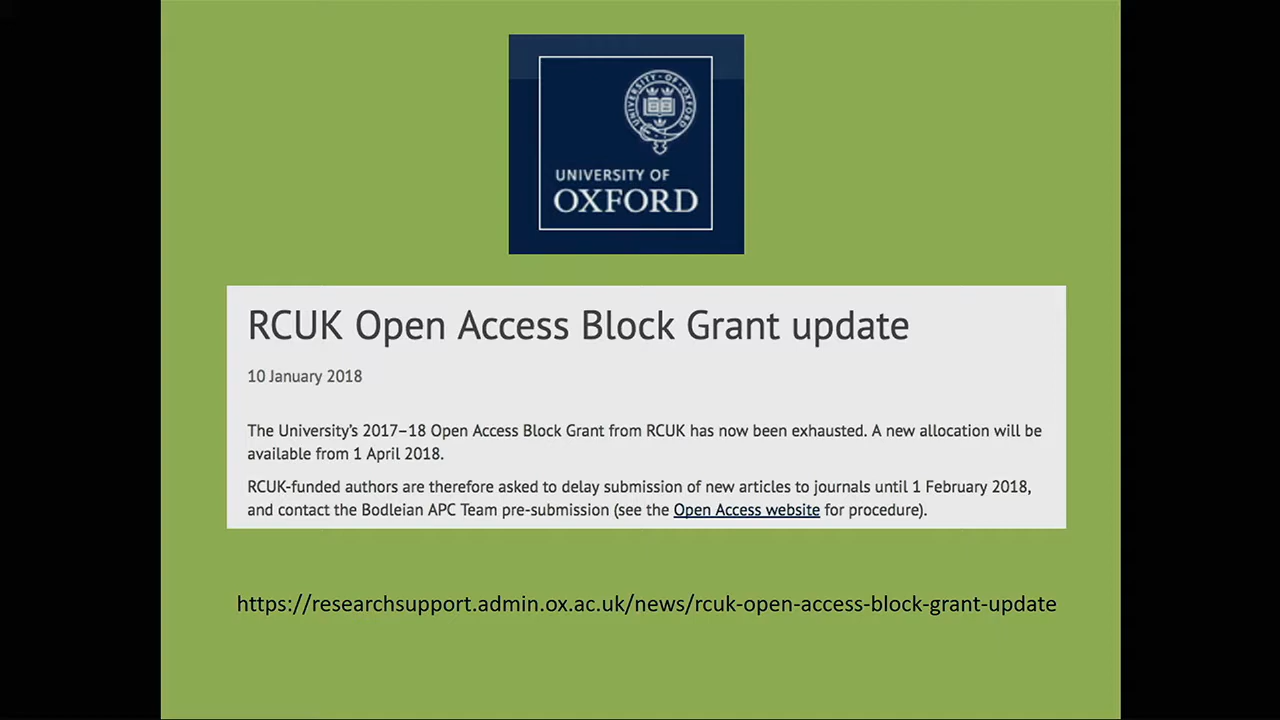 UNIVERSITY·OF·OXFORD
UNIVERSITY OF
OXFORD
RCUK Open Access Block Grant update
10 January 2018
The University's 2017–18 Open Access Block Grant from RCUK has now been exhausted. A new allocation will be
available from 1 April 2018.
RCUK-funded authors are therefore asked to delay submission of new articles to journals until 1 February 2018,
and contact the Bodleian APC Team pre-submission (see the Open Access website for procedure).
https://researchsupport.admin.ox.ac.uk/news/rcuk-open-access-block-grant-update